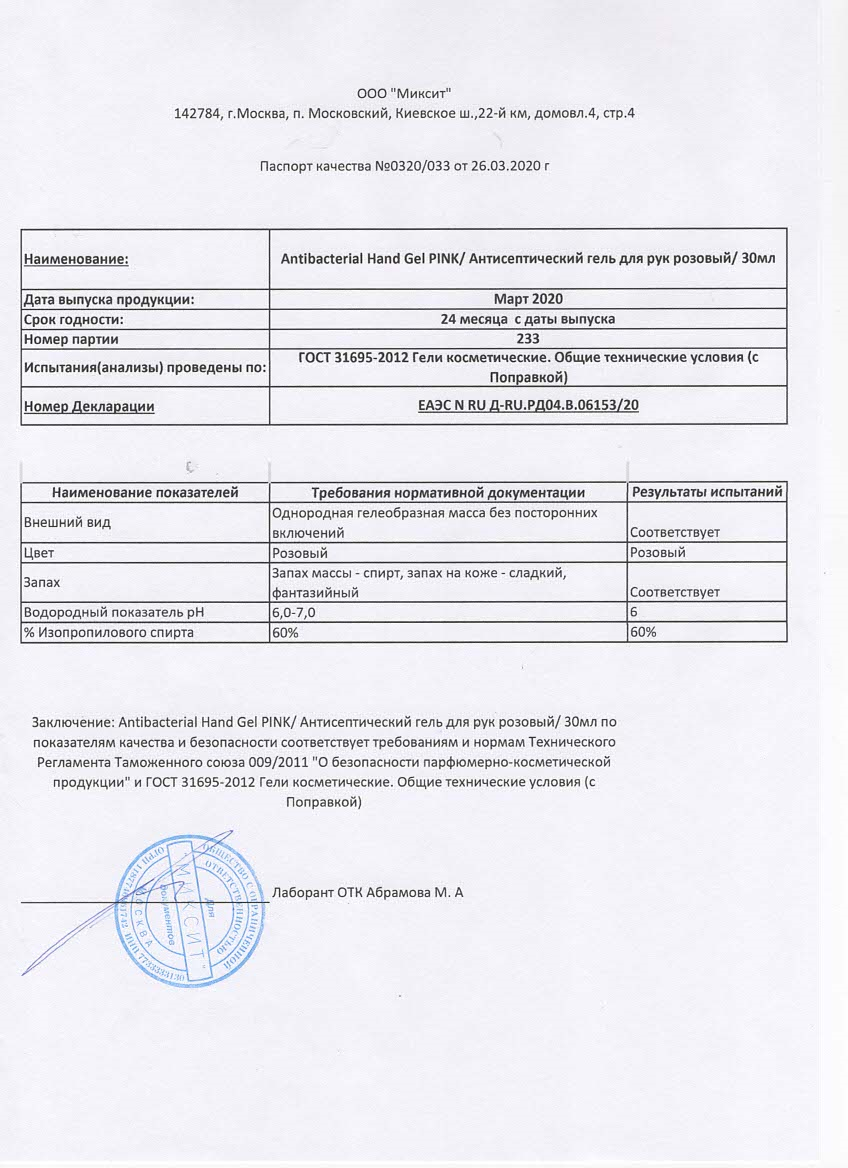 ООО "Миксит"
142784, г.Москва, п. Московский, Киевское ш.,22-й км, домовл.4, стр.4
Паспорт качества №0320/033 от 26.03.2020 г
Наименование:
Antibacterial Hand Gel PINK/ Антисептический гель для рук розовый/ 30мл
Дата выпуска продукции:
Март 2020
Срок годности:
24 месяца с даты выпуска
Номер партии
233
Испытания(анализы) проведены по:
ГОСТ 31695-2012 Гели косметические. Общие технические условия (с
Поправкой)
Номер Декларации
ЕАЭС N RU Д-RU.РД04.В.06153/20
Наименование показателей
Требования нормативной документации
Результаты испытаний
Внешний вид
Однородная гелеобразная масса без посторонних
включений
Соответствует
Цвет
Розовый
Розовый
Запах
Запах массы - спирт, запах на коже - сладкий,
фантазийный
Соответствует
Водородный показатель pH
6,0-7,0
6
% Изопропилового спирта
60%
60%
Заключение: Antibacterial Hand Gel PINK/ Антисептический гель для рук розовый/ 30мл по
показателям качества и безопасности соответствует требованиям и нормам Технического
Регламента Таможенного союза 009/2011 "О безопасности парфюмерно-косметической
продукции" и ГОСТ 31695-2012 Гели косметические. Общие технические условия (с
Поправкой)
Лаборант ОТК Абрамова М. А
ОБЩЕСТВО С ОГРАНИЧЕННОЙ
ОТВЕТСТВЕННОСТЬЮ
Для
документов
"МИКСИТ"
МОСКВА
ОГРН
ИНН